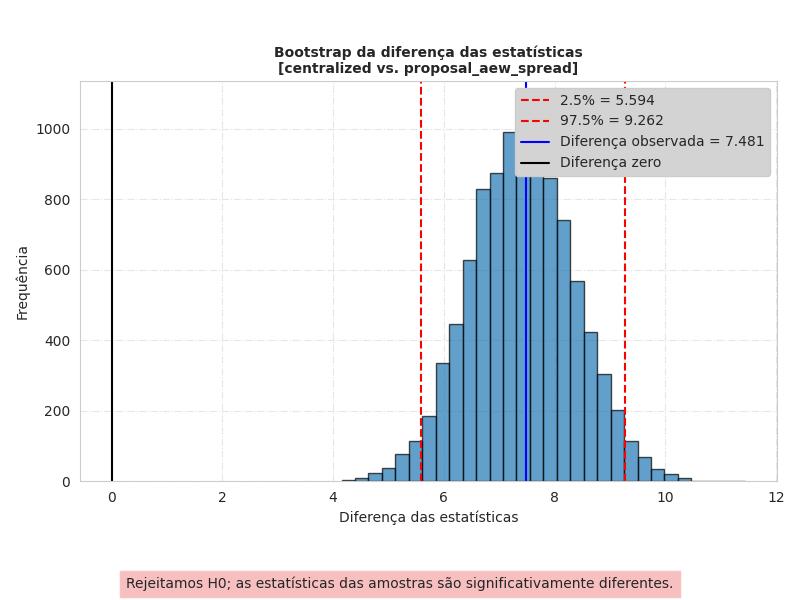 Bootstrap da diferença das estatísticas
[centralized vs. proposal_aew_spread]
2.5% = 5.594
97.5% = 9.262
Diferença observada = 7.481
Diferença zero
Frequência
1000
800
600
400
200
0
0 2 4 6 8 10 12
Diferença das estatísticas
Rejeitamos H0; as estatísticas das amostras são significativamente diferentes.